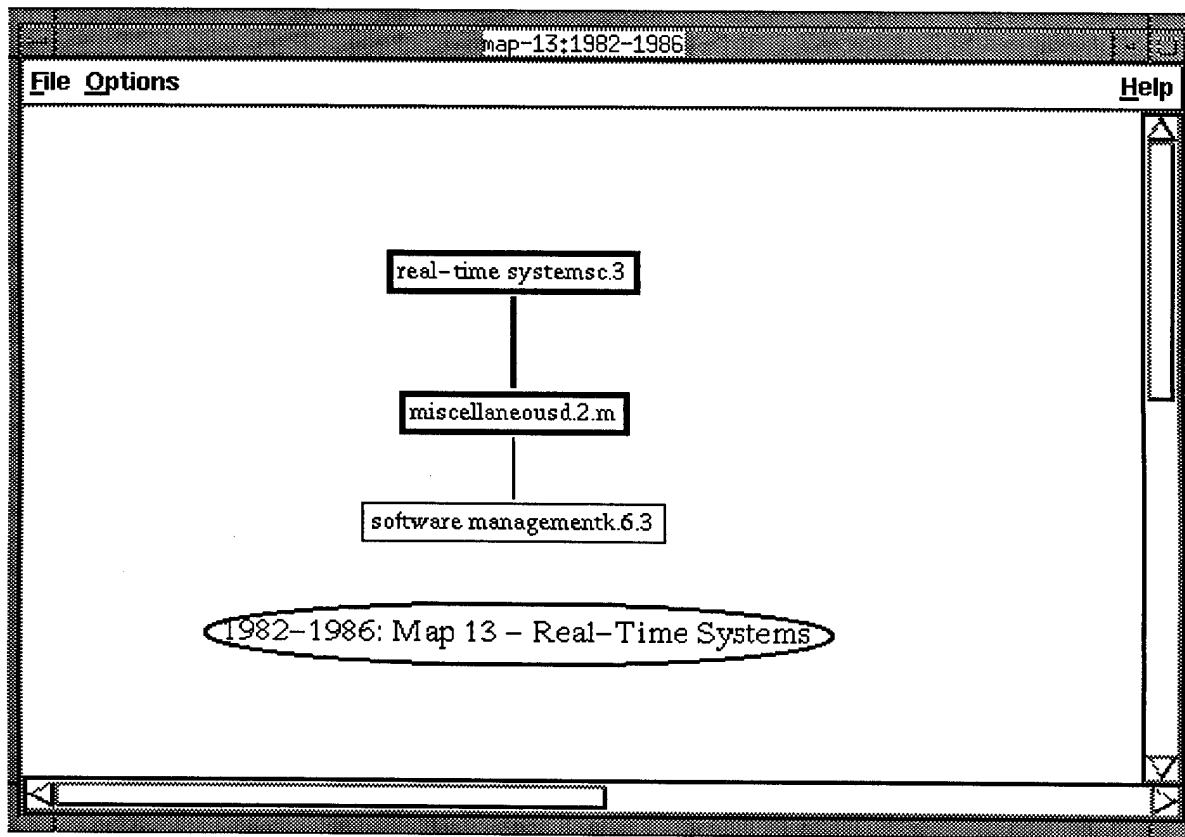 map-13:1982-1986
File Options Help
real-time systemsc.3
miscellaneousd.2.m
software managementk.6.3
1982-1986: Map 13 - Real-Time Systems